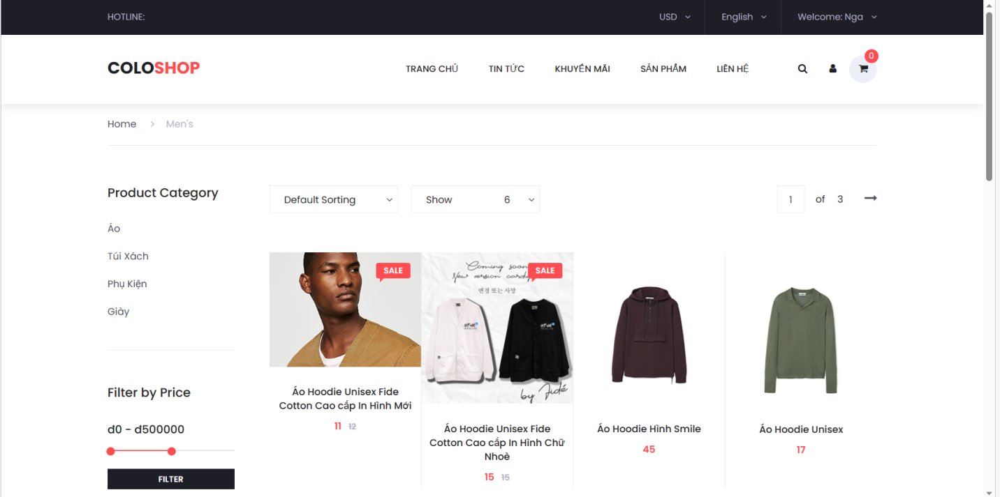 HOTLINE:
USD
English
Welcome: Nga
COLOSHOP
TRANG CHỦ
TIN TỨC
KHUYẾN MÃI
SẢN PHẨM
LIÊN HỆ
0
Home
Men's
Product Category
Áo
Túi Xách
Phụ Kiện
Giày
Filter by Price
đ0 - đ500000
FILTER
Default Sorting
Show 6
1 of 3
SALE
Áo Hoodie Unisex Fide
Cotton Cao cấp In Hình Mới
11 12
Coming soon
New version
변경 또는 사망
SALE
by Fidé
Áo Hoodie Unisex Fide
Cotton Cao cấp In Hình Chữ
Nhoè
15 15
Áo Hoodie Hình Smile
45
Áo Hoodie Unisex
17